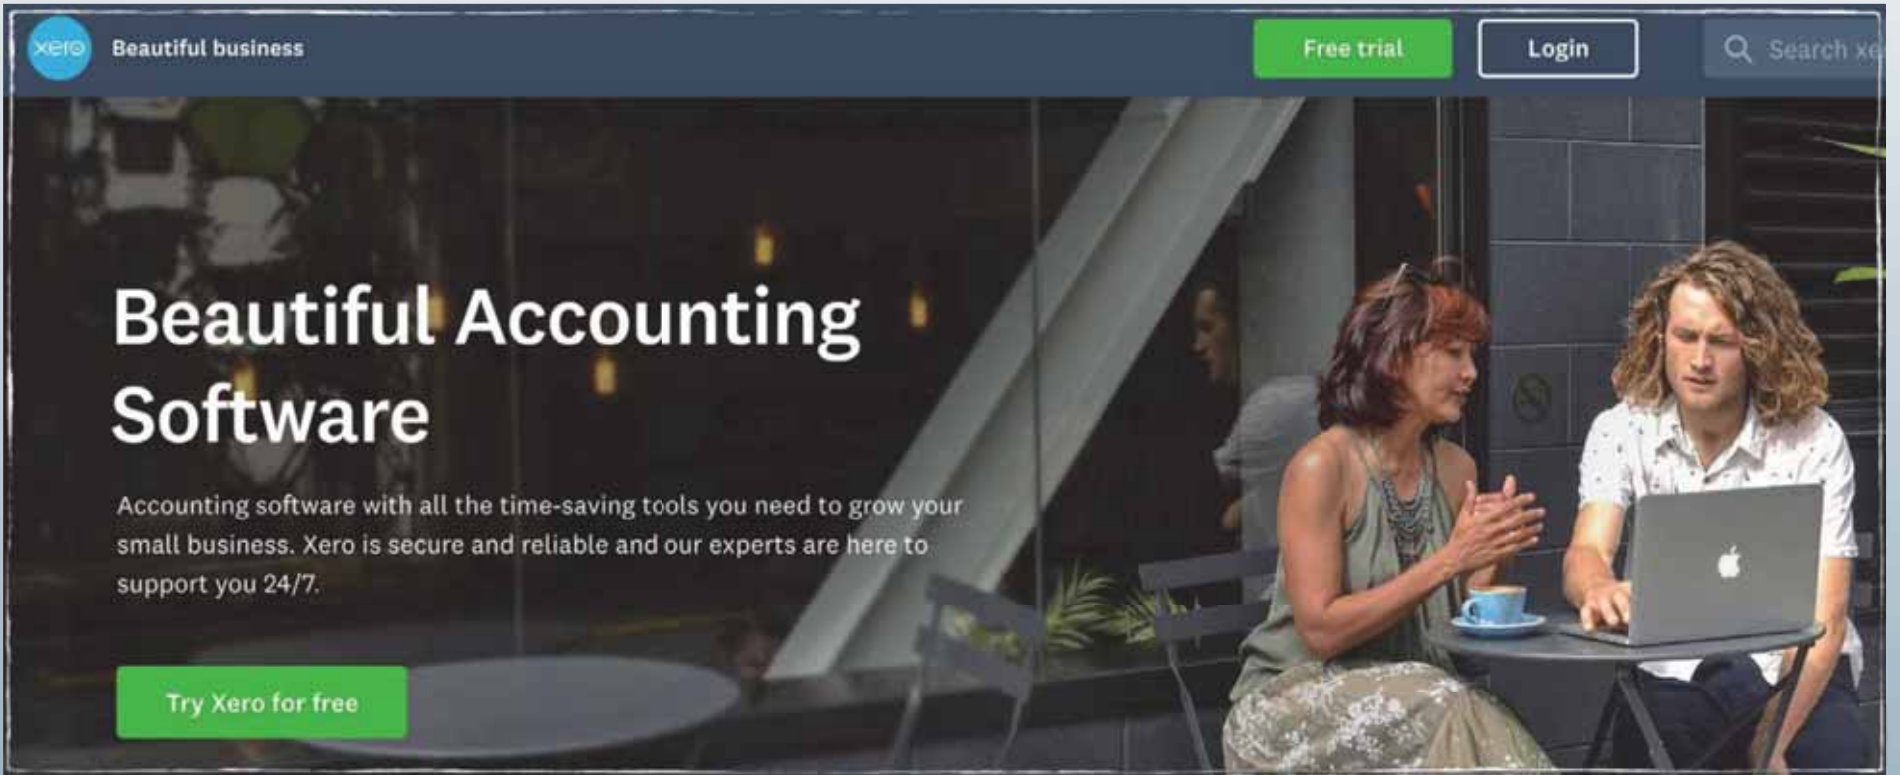 xero
Beautiful business
Free trial
Login
Search
Beautiful Accounting
Software
Accounting software with all the time-saving tools you need to grow your
small business. Xero is secure and reliable and our experts are here to
support you 24/7.
Try Xero for free